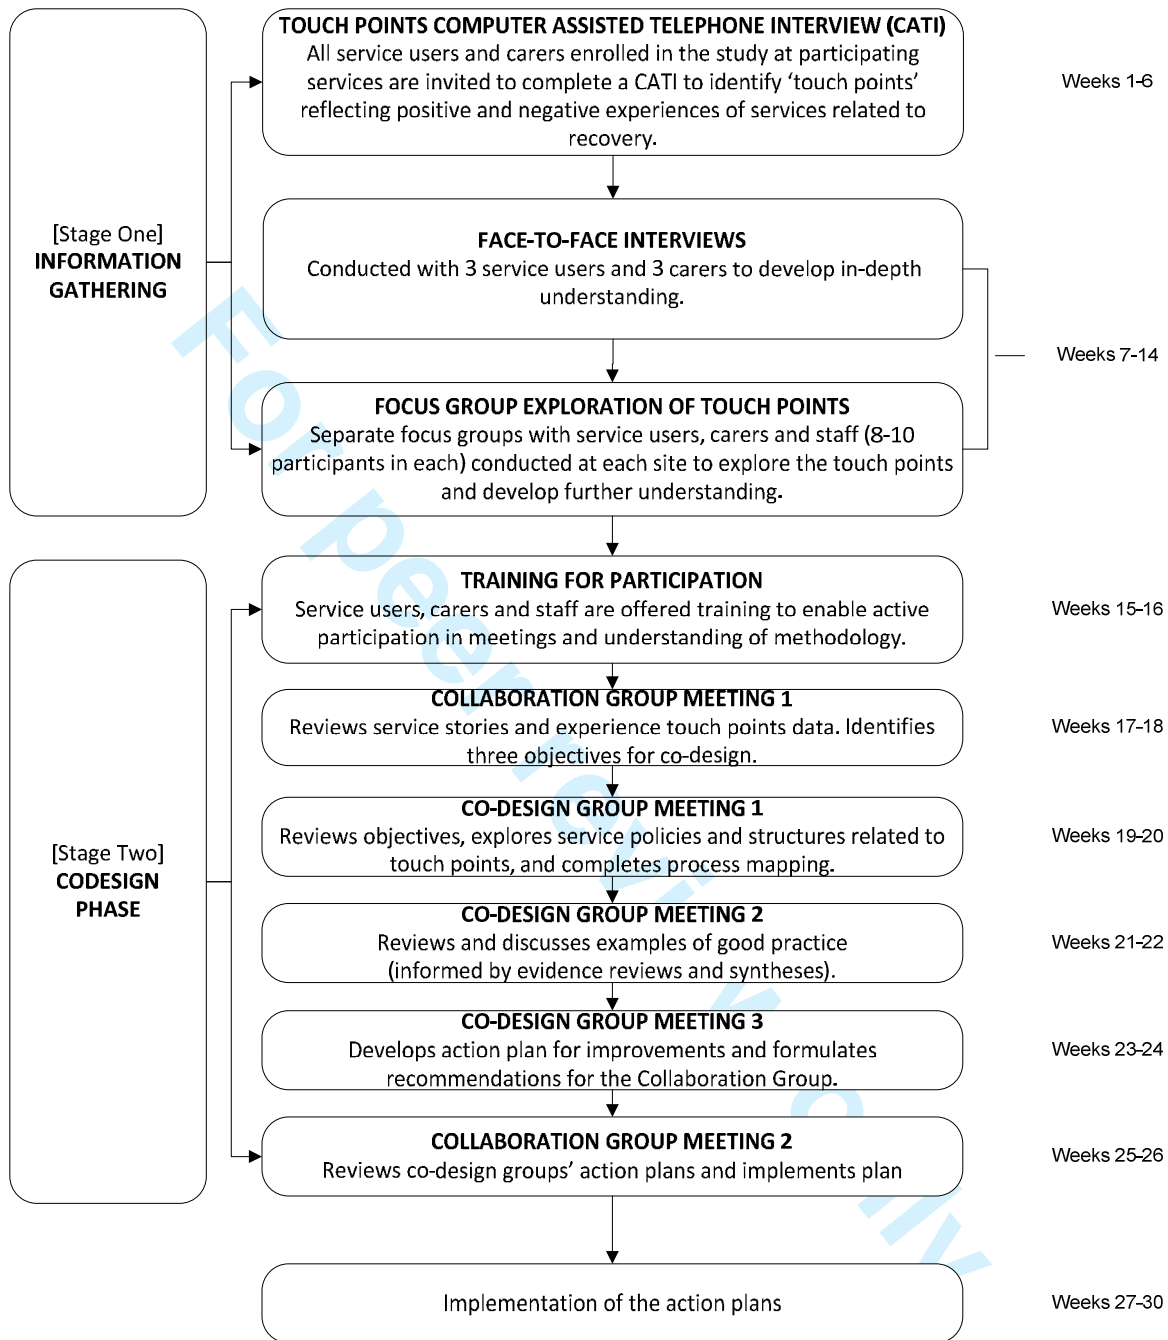 TOUCH POINTS COMPUTER ASSISTED TELEPHONE INTERVIEW (CATI)
All service users and carers enrolled in the study at participating
services are invited to complete a CATI to identify ‘touch points’
reflecting positive and negative experiences of services related to
recovery.
Weeks 1-6
[Stage One]
INFORMATION
GATHERING
FACE-TO-FACE INTERVIEWS
Conducted with 3 service users and 3 carers to develop in-depth
understanding.
Weeks 7-14
FOCUS GROUP EXPLORATION OF TOUCH POINTS
Separate focus groups with service users, carers and staff (8-10
participants in each) conducted at each site to explore the touch points
and develop further understanding.
[Stage Two]
CODESIGN
PHASE
TRAINING FOR PARTICIPATION
Service users, carers and staff are offered training to enable active
participation in meetings and understanding of methodology.
Weeks 15-16
COLLABORATION GROUP MEETING 1
Reviews service stories and experience touch points data. Identifies
three objectives for co-design.
Weeks 17-18
CO-DESIGN GROUP MEETING 1
Reviews objectives, explores service policies and structures related to
touch points, and completes process mapping.
Weeks 19-20
CO-DESIGN GROUP MEETING 2
Reviews and discusses examples of good practice
(informed by evidence reviews and syntheses).
Weeks 21-22
CO-DESIGN GROUP MEETING 3
Develops action plan for improvements and formulates
recommendations for the Collaboration Group.
Weeks 23-24
COLLABORATION GROUP MEETING 2
Reviews co-design groups’ action plans and implements plan
Weeks 25-26
Implementation of the action plans
Weeks 27-30
For peer review only